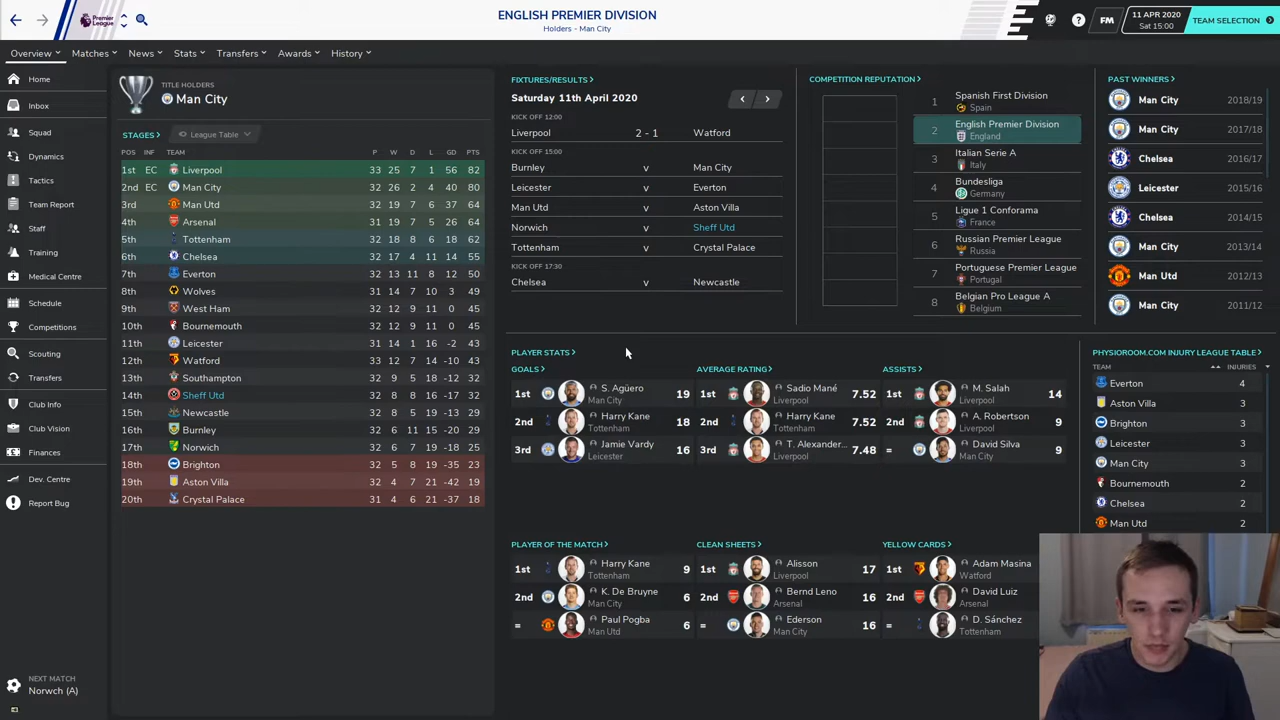 Premier League
ENGLISH PREMIER DIVISION
Holders - Man City
FM
11 APR 2020
Sat 15:00
TEAM SELECTION
Overview Matches News Stats Transfers Awards History
Home
Inbox
Squad
Dynamics
Tactics
Team Report
Staff
Training
Medical Centre
Schedule
Competitions
Scouting
Transfers
Club Info
Club Vision
Finances
Dev. Centre
Report Bug
NEXT MATCH
Norwch (A)
TITLE HOLDERS
Man City
STAGES> League Table
POS INF TEAM P W D L GD PTS
1st EC Liverpool 33 25 7 1 56 82
2nd EC Man City 32 26 2 4 40 80
3rd Man Utd 32 19 7 6 37 64
4th Arsenal 31 19 7 5 26 64
5th Tottenham 32 18 8 6 18 62
6th Chelsea 32 17 4 11 14 55
7th Everton 32 13 11 8 12 50
8th Wolves 31 14 7 10 3 49
9th West Ham 32 12 9 11 0 45
10th Bournemouth 32 12 9 11 0 45
11th Leicester 31 14 1 16 -2 43
12th Watford 33 12 7 14 -10 43
13th Southampton 32 9 5 18 -12 32
14th Sheff Utd 32 8 8 16 -17 32
15th Newcastle 32 8 5 19 -13 29
16th Burnley 32 6 11 15 -20 29
17th Norwich 32 6 7 19 -18 25
18th Brighton 32 5 8 19 -35 23
19th Aston Villa 32 4 7 21 -42 19
20th Crystal Palace 31 4 6 21 -37 18
FIXTURES/RESULTS>
Saturday 11th April 2020
KICK OFF 12:00
Liverpool 2 - 1 Watford
KICK OFF 15:00
Burnley v Man City
Leicester v Everton
Man Utd v Aston Villa
Norwich v Sheff Utd
Tottenham v Crystal Palace
KICK OFF 17:30
Chelsea v Newcastle
COMPETITION REPUTATION>
1 Spanish First Division
Spain
2 English Premier Division
England
3 Italian Serie A
Italy
4 Bundesliga
Germany
5 Ligue 1 Conforama
France
6 Russian Premier League
Russia
7 Portuguese Premier League
Portugal
8 Belgian Pro League A
Belgium
PAST WINNERS>
Man City 2018/19
Man City 2017/18
Chelsea 2016/17
Leicester 2015/16
Chelsea 2014/15
Man City 2013/14
Man Utd 2012/13
Man City 2011/12
PLAYER STATS>
GOALS>
1st S. Agüero 19
Man City
2nd Harry Kane 18
Tottenham
3rd Jamie Vardy 16
Leicester
AVERAGE RATING>
1st Sadio Mané 7.52
Liverpool
2nd Harry Kane 7.52
Tottenham
3rd T. Alexander... 7.48
Liverpool
ASSISTS>
1st M. Salah 14
Liverpool
2nd A. Robertson 9
Liverpool
= David Silva 9
Man City
PLAYER OF THE MATCH>
1st Harry Kane 9
Tottenham
2nd K. De Bruyne 6
Man City
= Paul Pogba 6
Man Utd
CLEAN SHEETS>
1st Alisson 17
Liverpool
2nd Bernd Leno 16
Arsenal
= Ederson 16
Man City
YELLOW CARDS>
1st Adam Masina
Watford
2nd David Luiz
Arsenal
= D. Sánchez
Tottenham
PHYSIOROOM.COM INJURY LEAGUE TABLE>
TEAM INJURIES
Everton 4
Aston Villa 3
Brighton 3
Leicester 3
Man City 3
Bournemouth 2
Chelsea 2
Man Utd 2